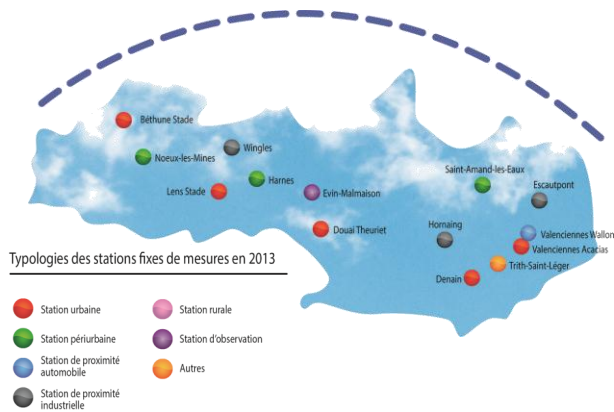 Béthune Stade
Noeux-les-Mines
Wingles
Lens Stade
Harnes
Evin-Malmaison
Douai Theuriet
Saint-Amand-les-Eaux
Escautpont
Hornaing
Valenciennes Wallon
Valenciennes Acacias
Trith-Saint-Léger
Denain
Typologies des stations fixes de mesures en 2013
Station urbaine
Station périurbaine
Station de proximité
automobile
Station de proximité
industrielle
Station rurale
Station d'observation
Autres